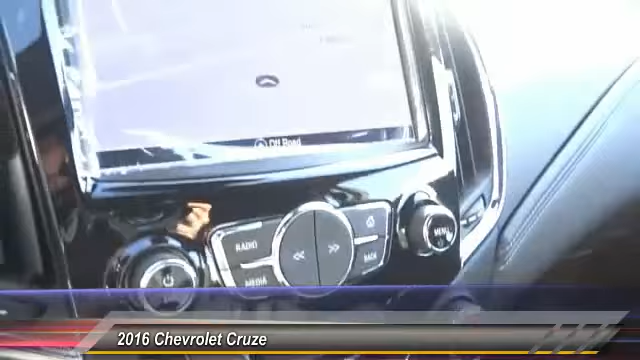 Off Road
RADIO
MEDIA
BACK
MENU
2016 Chevrolet Cruze